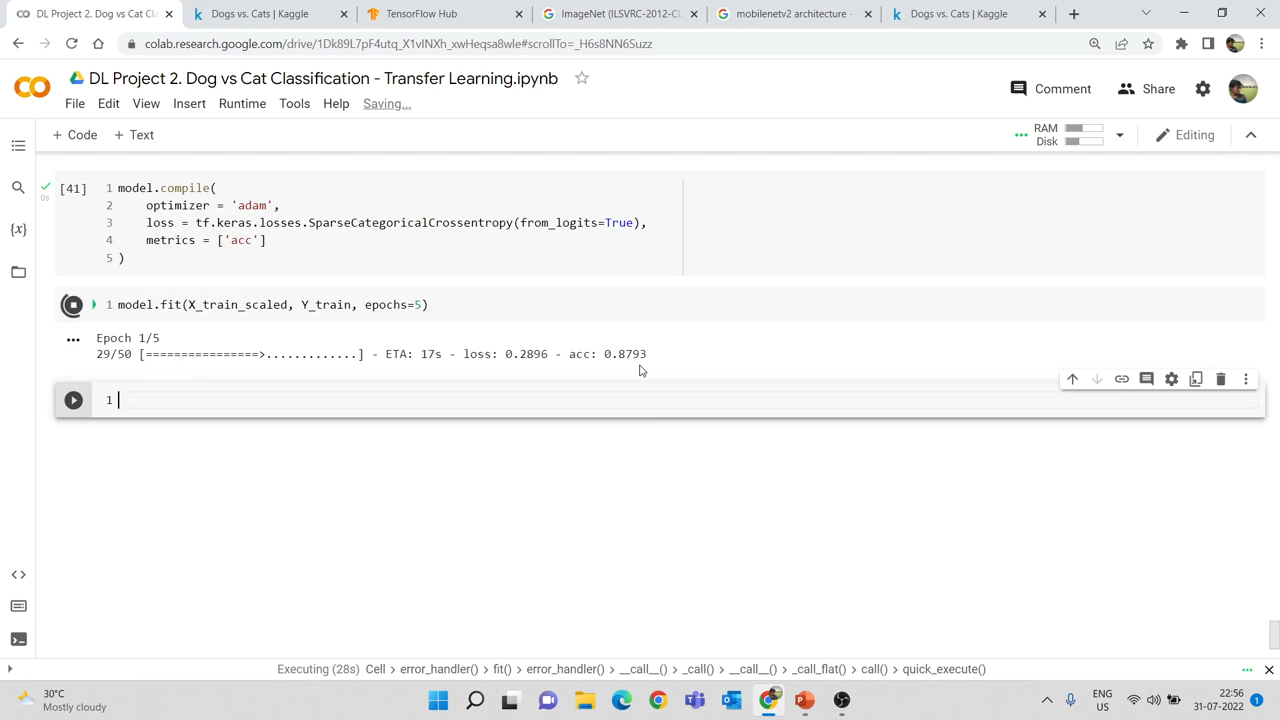 DL Project 2. Dog vs Cat Cl
Dogs vs. Cats | Kaggle
TensorFlow Hub
ImageNet (ILSVRC-2012-CL
mobilenetv2 architecture -
Dogs vs. Cats | Kaggle
colab.research.google.com/drive/1Dk89L7pF4utq_X1vINXh_xwHeqsa8wle#scrollTo=_H6s8NN6Suzz
DL Project 2. Dog vs Cat Classification - Transfer Learning.ipynb
Comment
Share
File Edit View Insert Runtime Tools Help Saving...
+ Code + Text
RAM
Disk
Editing
[41]
0s
1 model.compile(
2 optimizer = 'adam',
3 loss = tf.keras.losses.SparseCategoricalCrossentropy(from_logits=True),
4 metrics = ['acc']
5 )
1 model.fit(X_train_scaled, Y_train, epochs=5)
Epoch 1/5
29/50 [================>.............] - ETA: 17s - loss: 0.2896 - acc: 0.8793
1
{x}
Executing (28s) Cell > error_handler() > fit() > error_handler() > __call__() > _call() > __call__() > _call_flat() > call() > quick_execute()
30°C
Mostly cloudy
ENG
US
22:56
31-07-2022
1